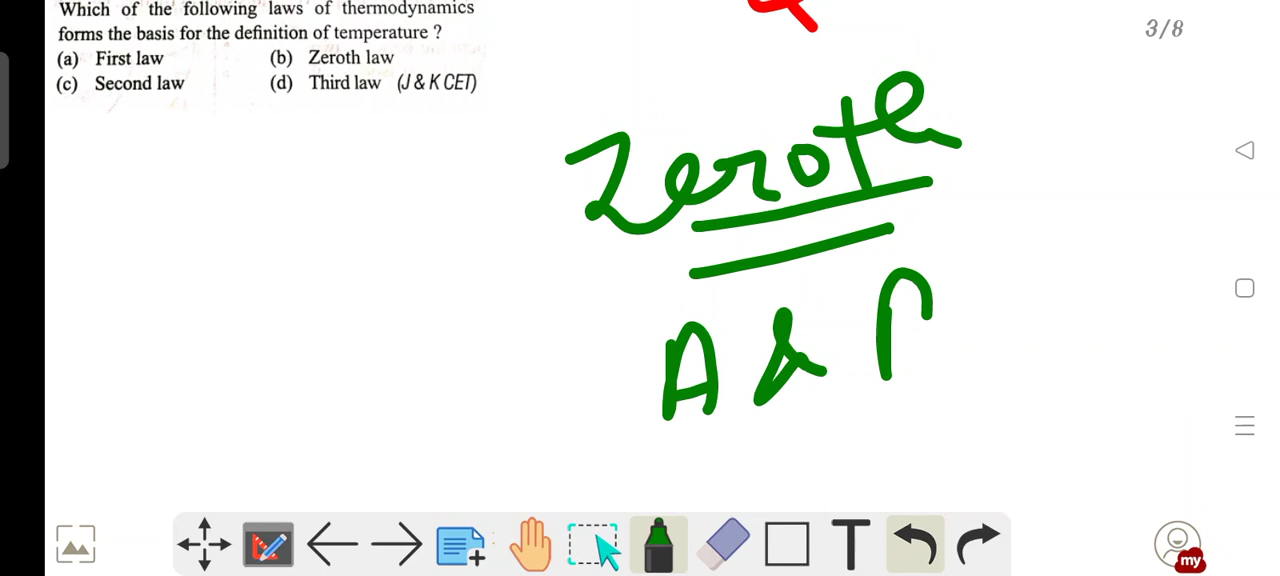 Which of the following laws of thermodynamics
forms the basis for the definition of temperature ?
(a) First law (b) Zeroth law
(c) Second law (d) Third law (J & K CET)
3/8
Zeroth
A &
T
my